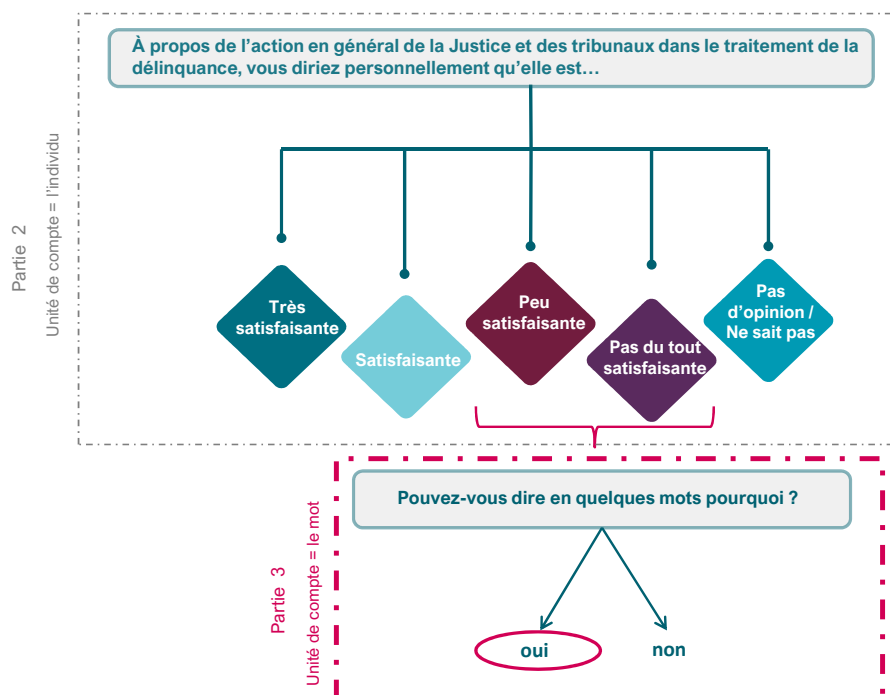 À propos de l'action en général de la Justice et des tribunaux dans le traitement de la
délinquance, vous diriez personnellement qu'elle est…
Partie 2
Unité de compte = l'individu
Très
satisfaisante
Satisfaisante
Peu
satisfaisante
Pas du tout
satisfaisante
Pas
d'opinion /
Ne sait pas
Pouvez-vous dire en quelques mots pourquoi ?
Partie 3
Unité de compte = le mot
oui
non